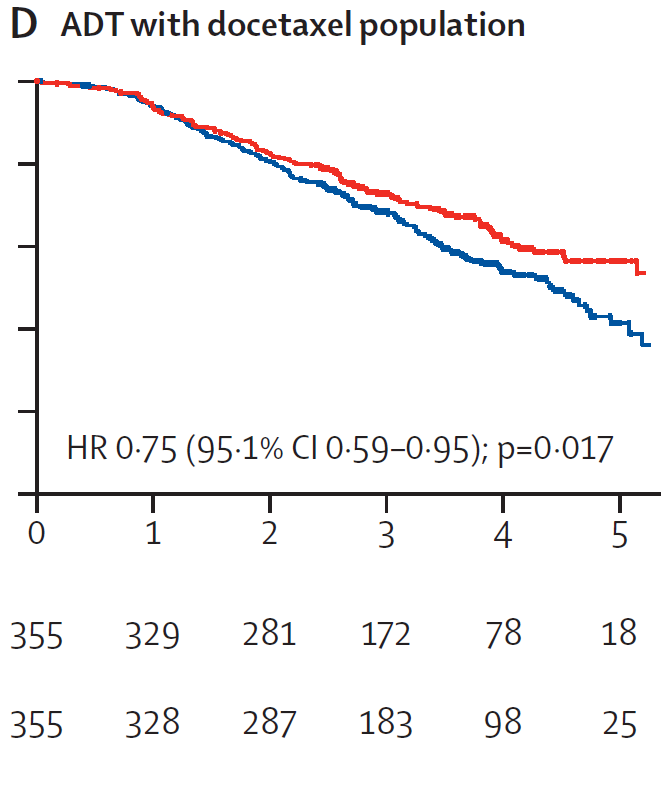 D ADT with docetaxel population
HR 0·75 (95·1% CI 0·59–0·95); p=0·017
0 1 2 3 4 5
355 329 281 172 78 18
355 328 287 183 98 25